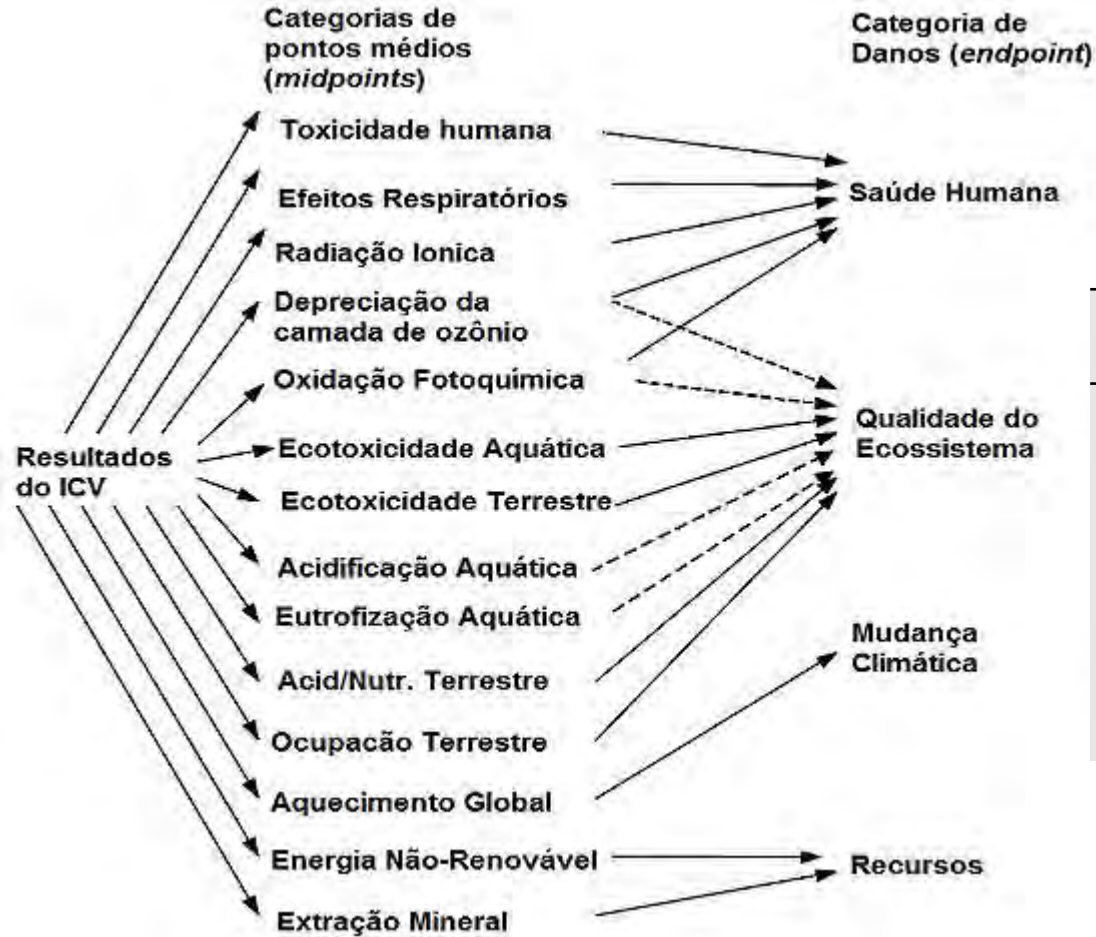 Categorias de
pontos médios
(midpoints)
Categoria de
Danos (endpoint)
Toxicidade humana
Efeitos Respiratórios
Radiação Ionica
Depreciação da
camada de ozônio
Oxidação Fotoquímica
Ecotoxicidade Aquática
Ecotoxicidade Terrestre
Acidificação Aquática
Eutrofização Aquática
Acid/Nutr. Terrestre
Ocupacão Terrestre
Aquecimento Global
Energia Não-Renovável
Extração Mineral
Resultados
do ICV
Saúde Humana
Qualidade do
Ecossistema
Mudança
Climática
Recursos